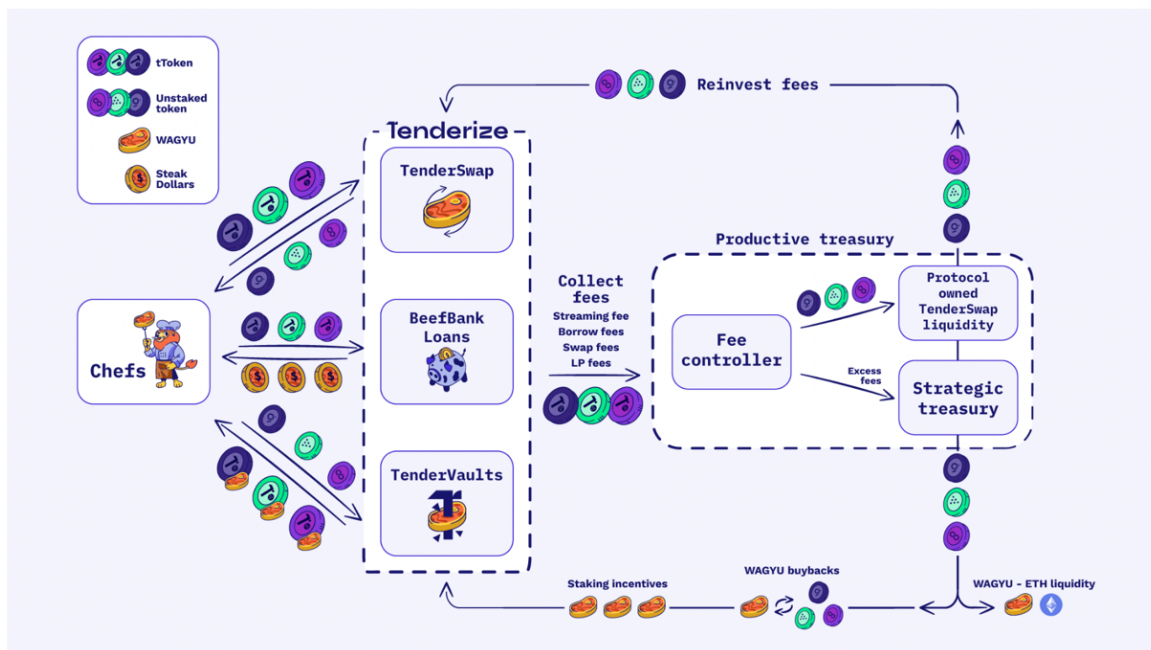 tToken
Unstaked
token
WAGYU
Steak
Dollars
Reinvest fees
Tenderize
TenderSwap
Productive treasury
Collect
fees
Streaming fee
Borrow fees
Swap fees
LP fees
Protocol
owned
TenderSwap
liquidity
BeefBank
Loans
Fee
controller
Chefs
Excess
fees
Strategic
treasury
TenderVaults
Staking incentives
WAGYU buybacks
WAGYU - ETH liquidity